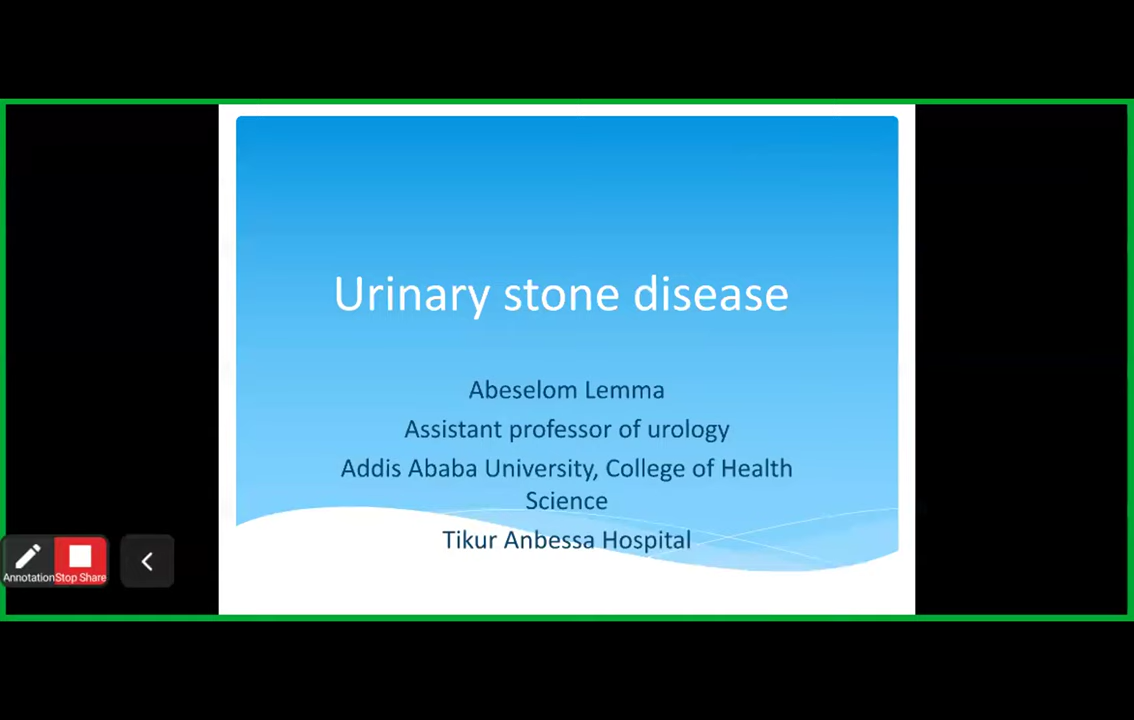 Urinary stone disease
Abeselom Lemma
Assistant professor of urology
Addis Ababa University, College of Health
Science
Tikur Anbessa Hospital
Annotation
Stop Share